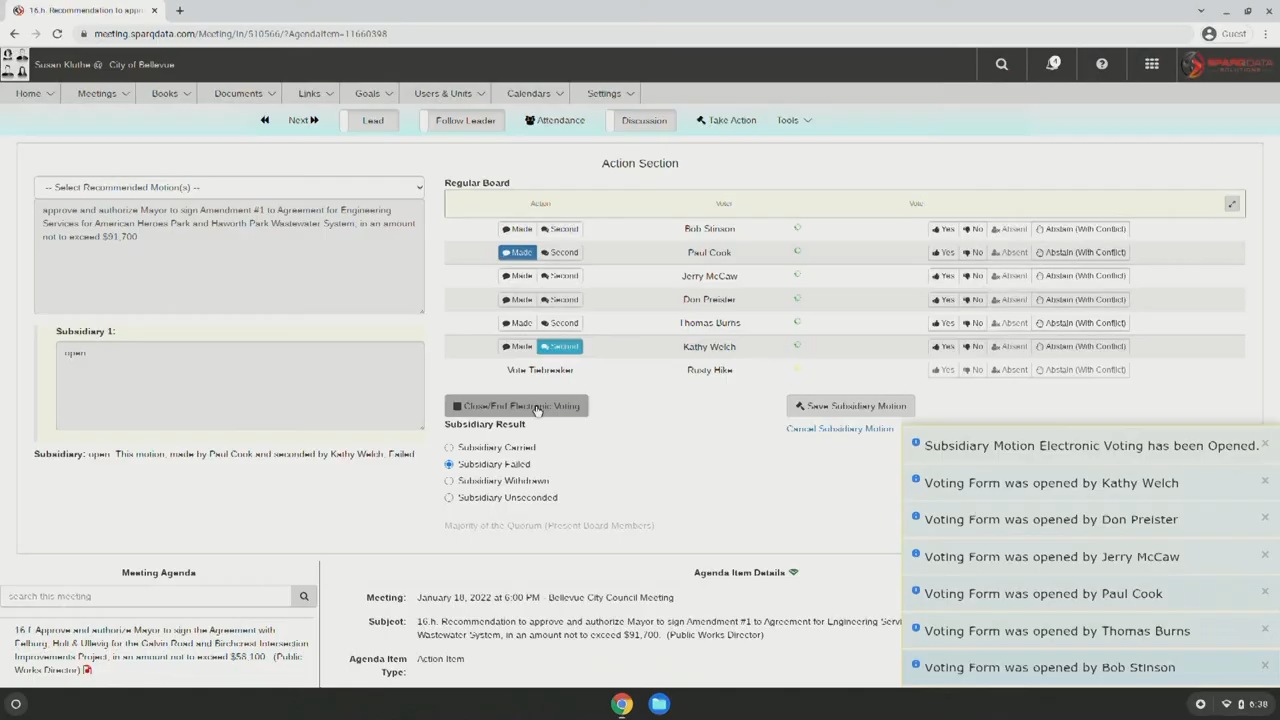 16.h. Recommendation to appr
meeting.sparqdata.com/Meeting/In/510566/?AgendaItem=11660398
Guest
Susan Kluthe @ City of Bellevue
4
SPARQ DATA
SOLUTIONS
Home Meetings Books Documents Links Goals Users & Units Calendars Settings
Next Lead Follow Leader Attendance Discussion Take Action Tools
Action Section
-- Select Recommended Motion(s) --
approve and authorize Mayor to sign Amendment #1 to Agreement for Engineering
Services for American Heroes Park and Haworth Park Wastewater System, in an amount
not to exceed $91,700
Subsidiary 1:
open
Subsidiary: open. This motion, made by Paul Cook and seconded by Kathy Welch, Failed
Regular Board
Action Voter Vote
Made Second Bob Stinson Yes No Absent Abstain (With Conflict)
Made Second Paul Cook Yes No Absent Abstain (With Conflict)
Made Second Jerry McCaw Yes No Absent Abstain (With Conflict)
Made Second Don Preister Yes No Absent Abstain (With Conflict)
Made Second Thomas Burns Yes No Absent Abstain (With Conflict)
Made Second Kathy Welch Yes No Absent Abstain (With Conflict)
Vote Tiebreaker Rusty Hike Yes No Absent Abstain (With Conflict)
Close/End Electronic Voting Save Subsidiary Motion
Subsidiary Result Cancel Subsidiary Motion
Subsidiary Carried
Subsidiary Failed
Subsidiary Withdrawn
Subsidiary Unseconded
Majority of the Quorum (Present Board Members)
Subsidiary Motion Electronic Voting has been Opened.
Voting Form was opened by Kathy Welch
Voting Form was opened by Don Preister
Voting Form was opened by Jerry McCaw
Voting Form was opened by Paul Cook
Voting Form was opened by Thomas Burns
Voting Form was opened by Bob Stinson
Meeting Agenda
search this meeting
16.f. Approve and authorize Mayor to sign the Agreement with
Felburg, Holt & Ullevig for the Galvin Road and Birchcrest Intersection
Improvements Project, in an amount not to exceed $58,100. (Public
Works Director)
Agenda Item Details
Meeting: January 18, 2022 at 6:00 PM - Bellevue City Council Meeting
Subject: 16.h. Recommendation to approve and authorize Mayor to sign Amendment #1 to Agreement for Engineering Servi
Wastewater System, in an amount not to exceed $91,700. (Public Works Director)
Agenda Item Action Item
Type:
6:38